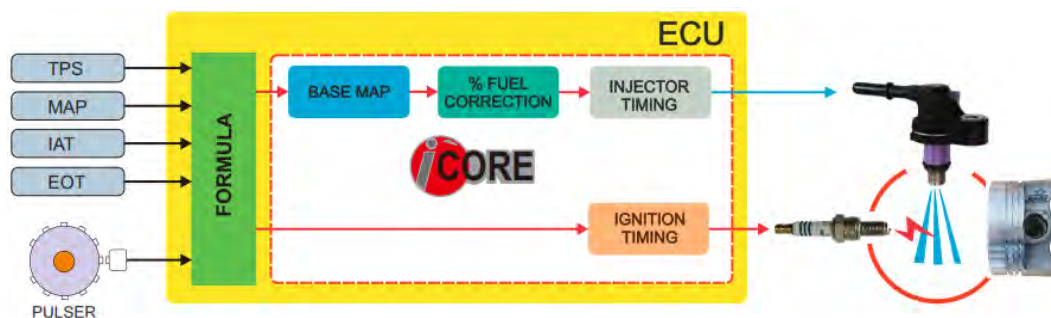 ECU
TPS
MAP
IAT
EOT
PULSER
FORMULA
BASE MAP
% FUEL
CORRECTION
INJECTOR
TIMING
iCORE
IGNITION
TIMING